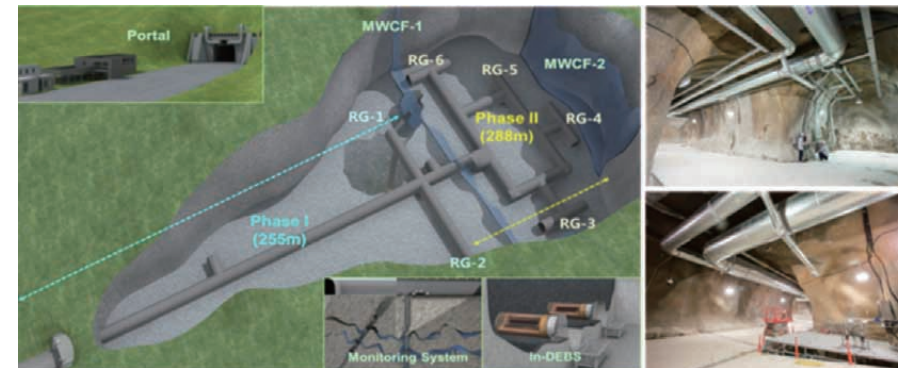 Portal
MWCF-1
RG-6
RG-5
MWCF-2
RG-1
Phase II
(288m)
RG-4
Phase I
(255m)
RG-3
RG-2
Monitoring System
In-DEBS